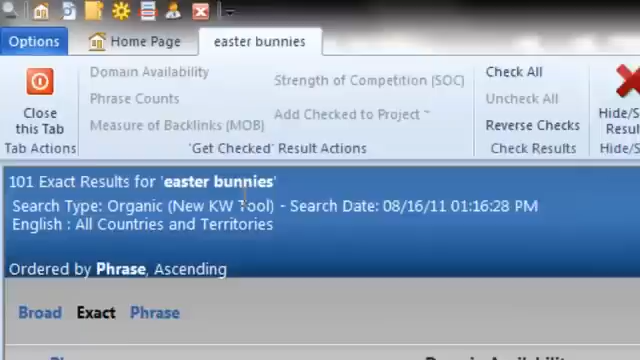 Options
Home Page
easter bunnies
Close
this Tab
Domain Availability
Phrase Counts
Measure of Backlinks (MOB)
Strength of Competition (SOC)
Add Checked to Project
Check All
Uncheck All
Reverse Checks
Hide/S
Tab Actions
'Get Checked' Result Actions
Check Results
101 Exact Results for 'easter bunnies'
Search Type: Organic (New KW Tool) - Search Date: 08/16/11 01:16:28 PM
English : All Countries and Territories
Ordered by Phrase, Ascending
Broad
Exact
Phrase